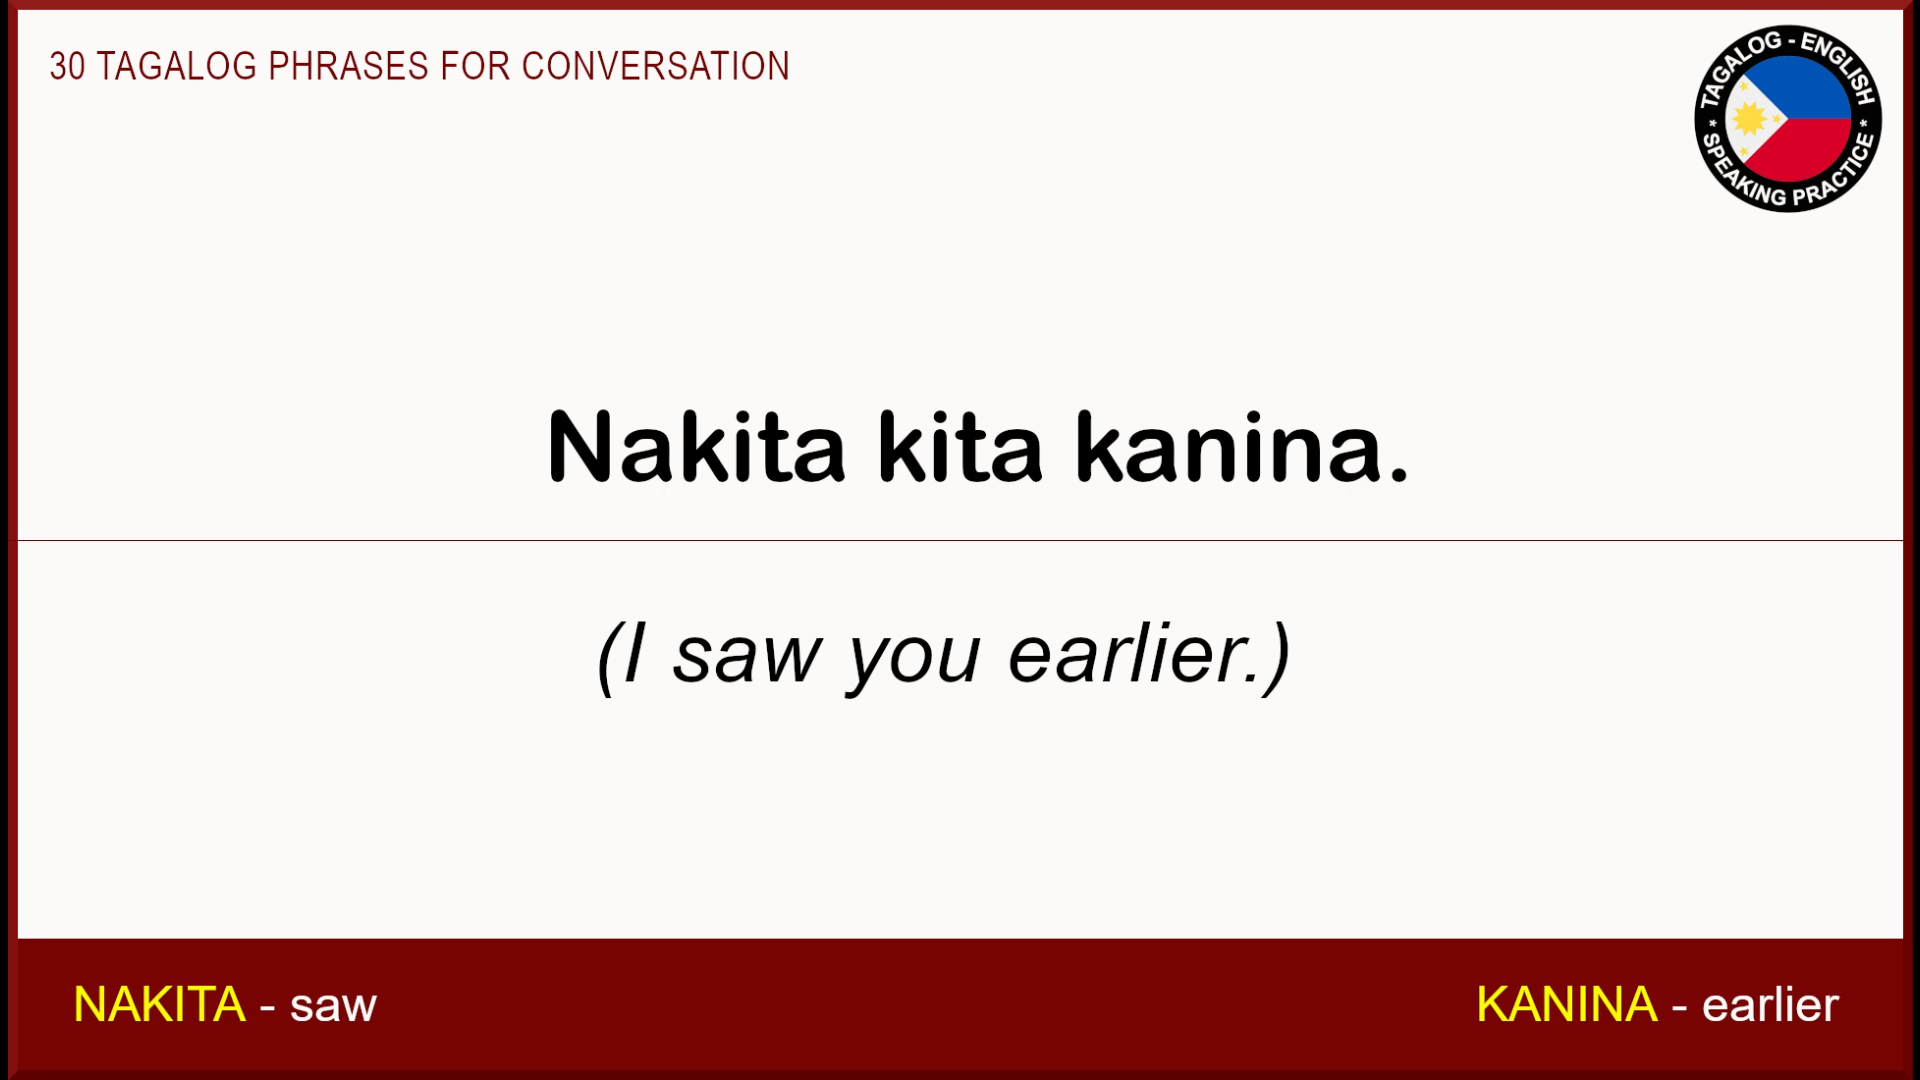 30 TAGALOG PHRASES FOR CONVERSATION
TAGALOG - ENGLISH
* SPEAKING PRACTICE *
Nakita kita kanina.
(I saw you earlier.)
NAKITA - saw
KANINA - earlier